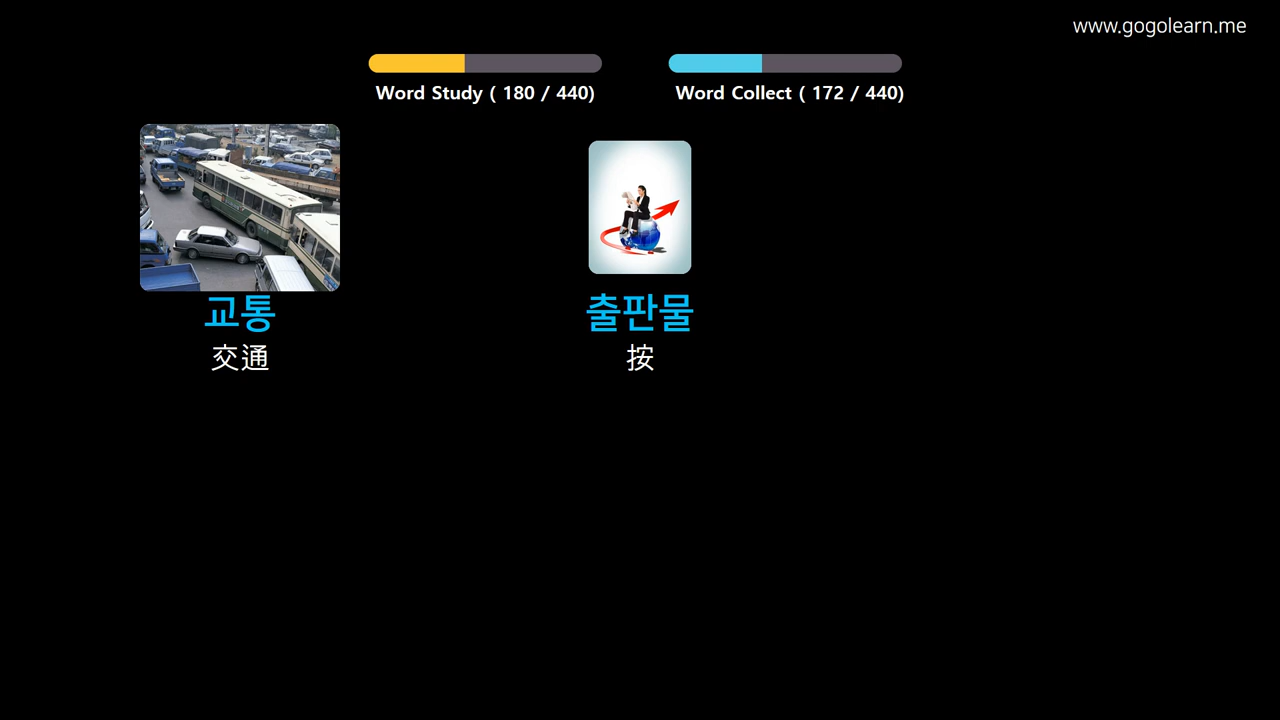 www.gogolearn.me
Word Study ( 180 / 440)
Word Collect ( 172 / 440)
교통
交通
출판물
按